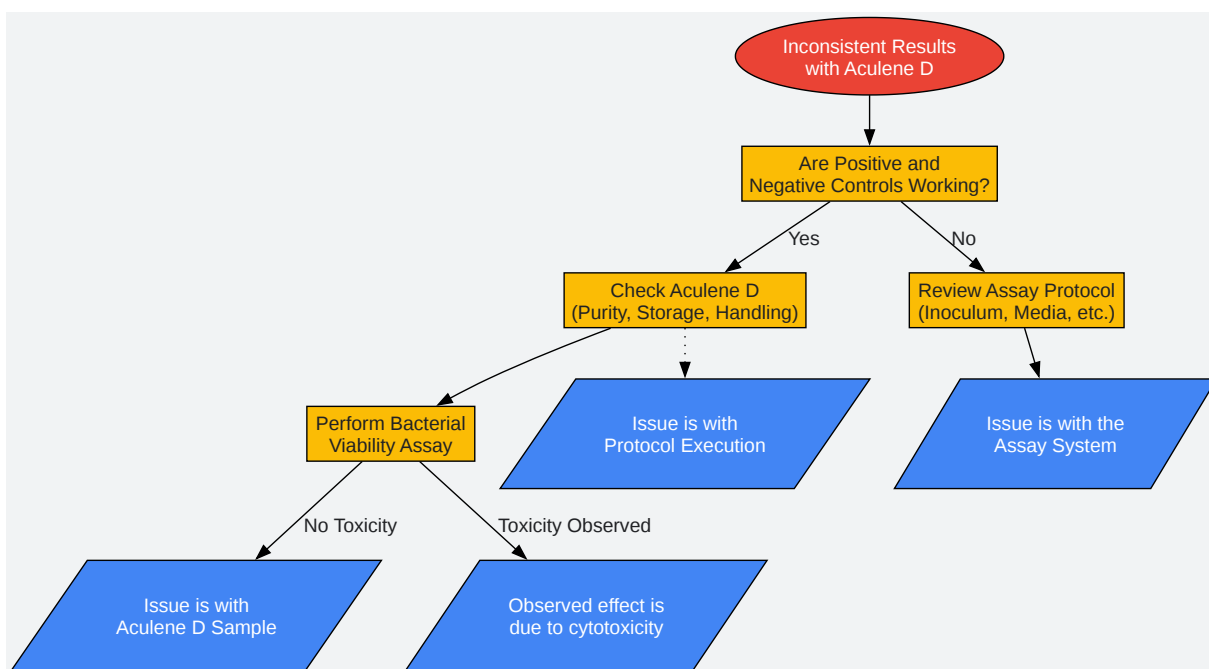 Inconsistent Results
with Aculene D
Are Positive and
Negative Controls Working?
Yes
No
Check Aculene D
(Purity, Storage, Handling)
Review Assay Protocol
(Inoculum, Media, etc.)
Perform Bacterial
Viability Assay
Issue is with
Protocol Execution
Issue is with the
Assay System
No Toxicity
Toxicity Observed
Issue is with
Aculene D Sample
Observed effect is
due to cytotoxicity